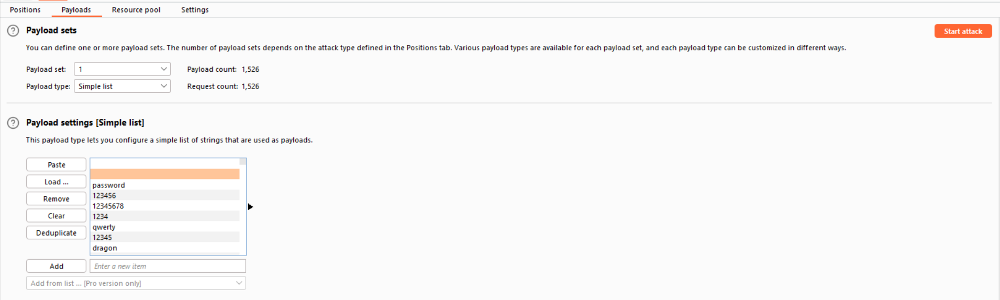 Positions Payloads Resource pool Settings
Payload sets
Start attack
You can define one or more payload sets. The number of payload sets depends on the attack type defined in the Positions tab. Various payload types are available for each payload set, and each payload type can be customized in different ways.
Payload set: 1 Payload count: 1,526
Payload type: Simple list Request count: 1,526
Payload settings [Simple list]
This payload type lets you configure a simple list of strings that are used as payloads.
Paste
Load ...
Remove
Clear
Deduplicate
password
123456
12345678
1234
qwerty
12345
dragon
Add Enter a new item
Add from list ... [Pro version only]